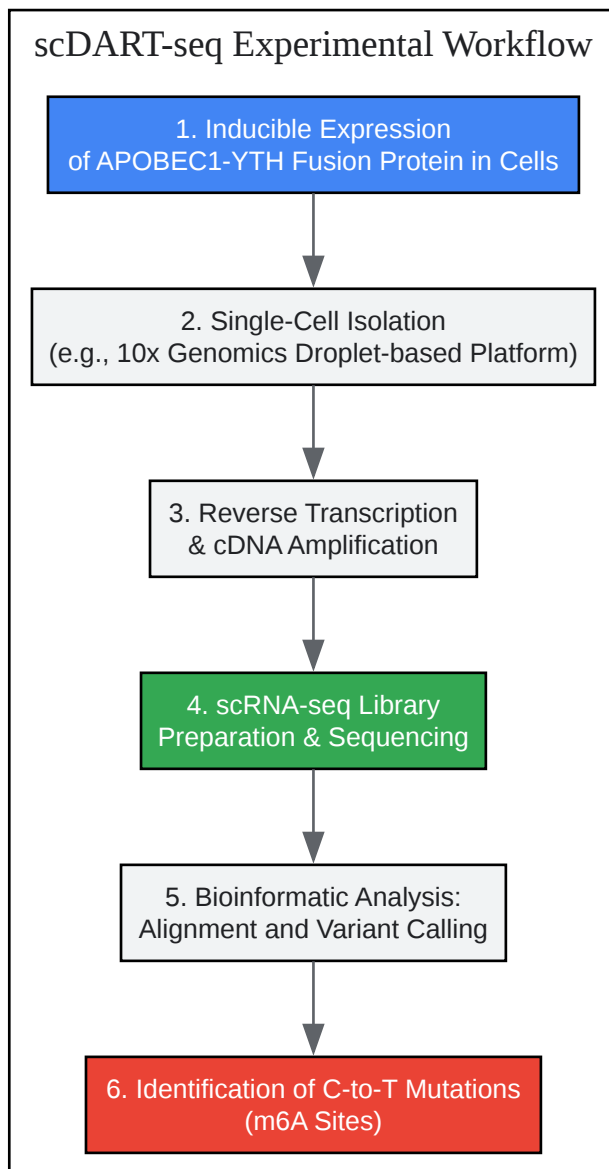 scDART-seq Experimental Workflow
1. Inducible Expression
of APOBEC1-YTH Fusion Protein in Cells
2. Single-Cell Isolation
(e.g., 10x Genomics Droplet-based Platform)
3. Reverse Transcription
& cDNA Amplification
4. scRNA-seq Library
Preparation & Sequencing
5. Bioinformatic Analysis:
Alignment and Variant Calling
6. Identification of C-to-T Mutations
(m6A Sites)